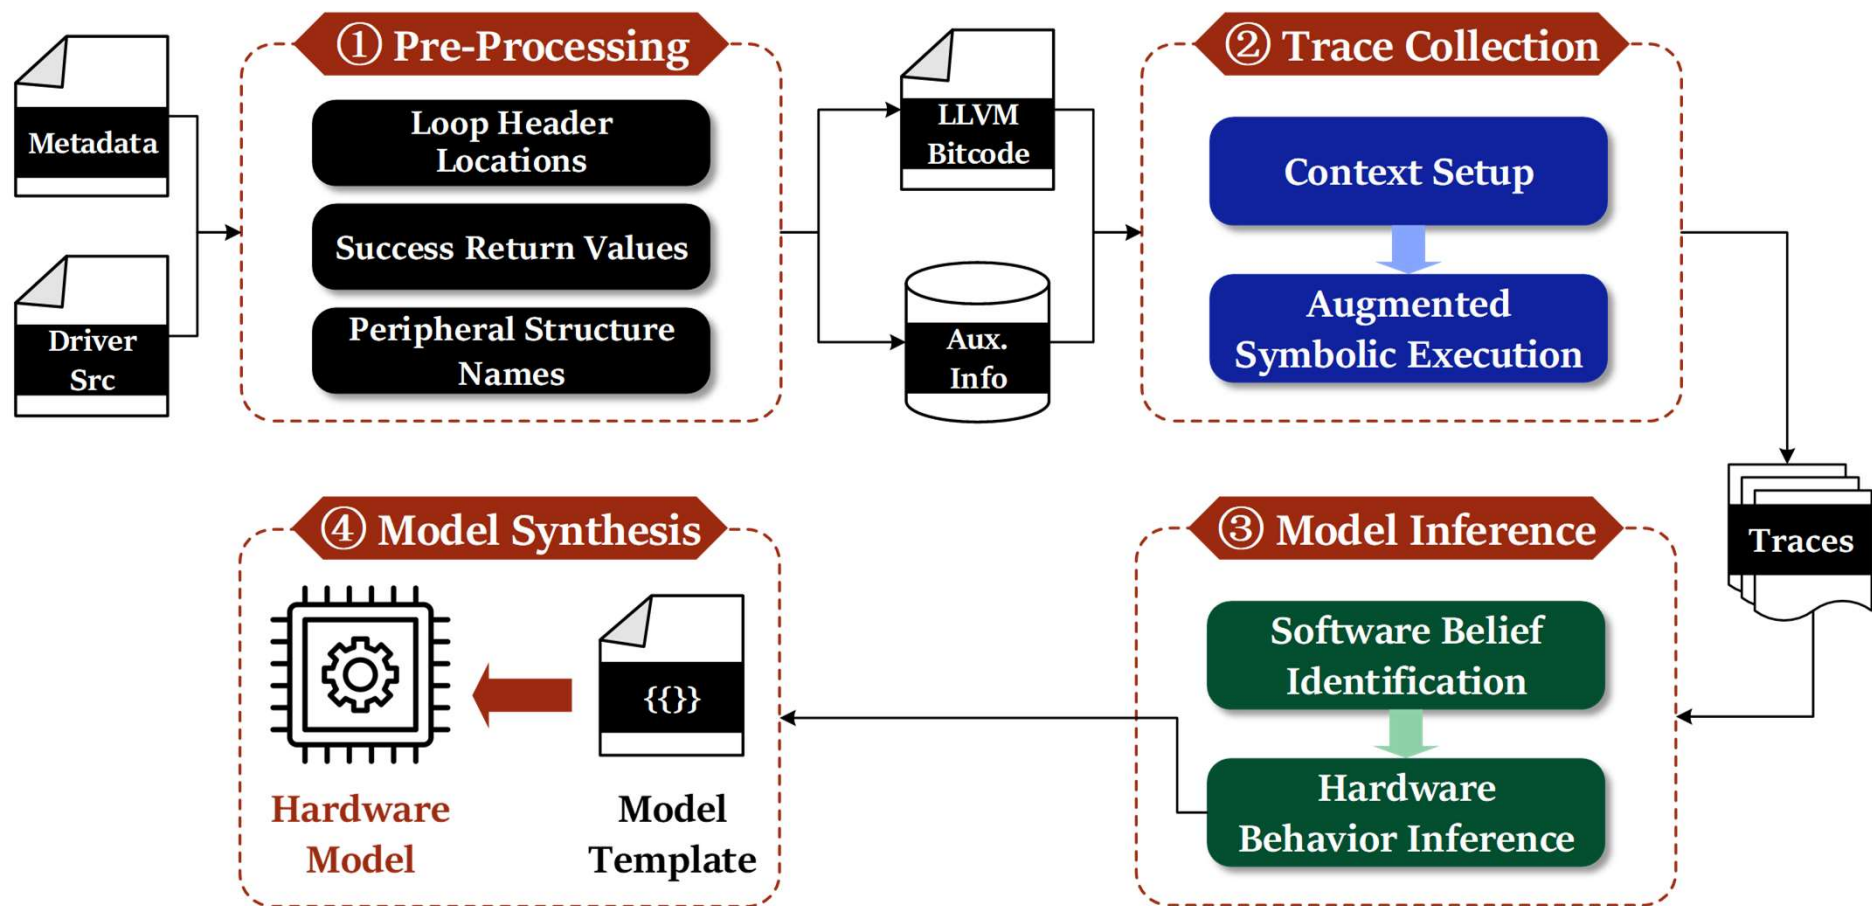 ① Pre-Processing
② Trace Collection
Metadata
Driver
Src
Loop Header
Locations
Success Return Values
Peripheral Structure
Names
LLVM
Bitcode
Aux.
Info
Context Setup
Augmented
Symbolic Execution
Traces
③ Model Inference
Software Belief
Identification
Hardware
Behavior Inference
④ Model Synthesis
{{}}
Hardware
Model
Model
Template